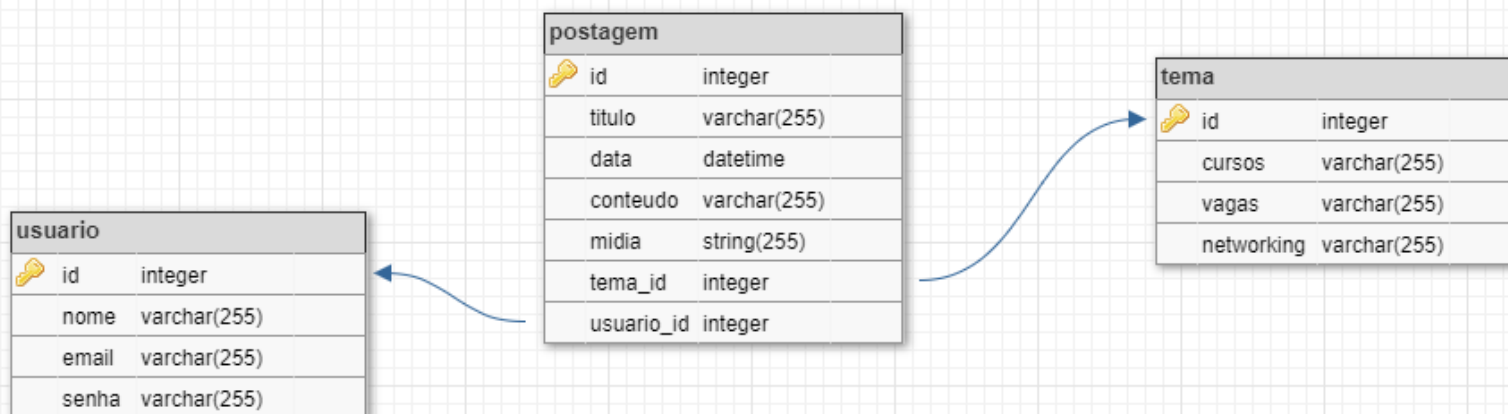 postagem
id integer
titulo varchar(255)
data datetime
conteudo varchar(255)
midia string(255)
tema_id integer
usuario_id integer
tema
id integer
cursos varchar(255)
vagas varchar(255)
networking varchar(255)
usuario
id integer
nome varchar(255)
email varchar(255)
senha varchar(255)